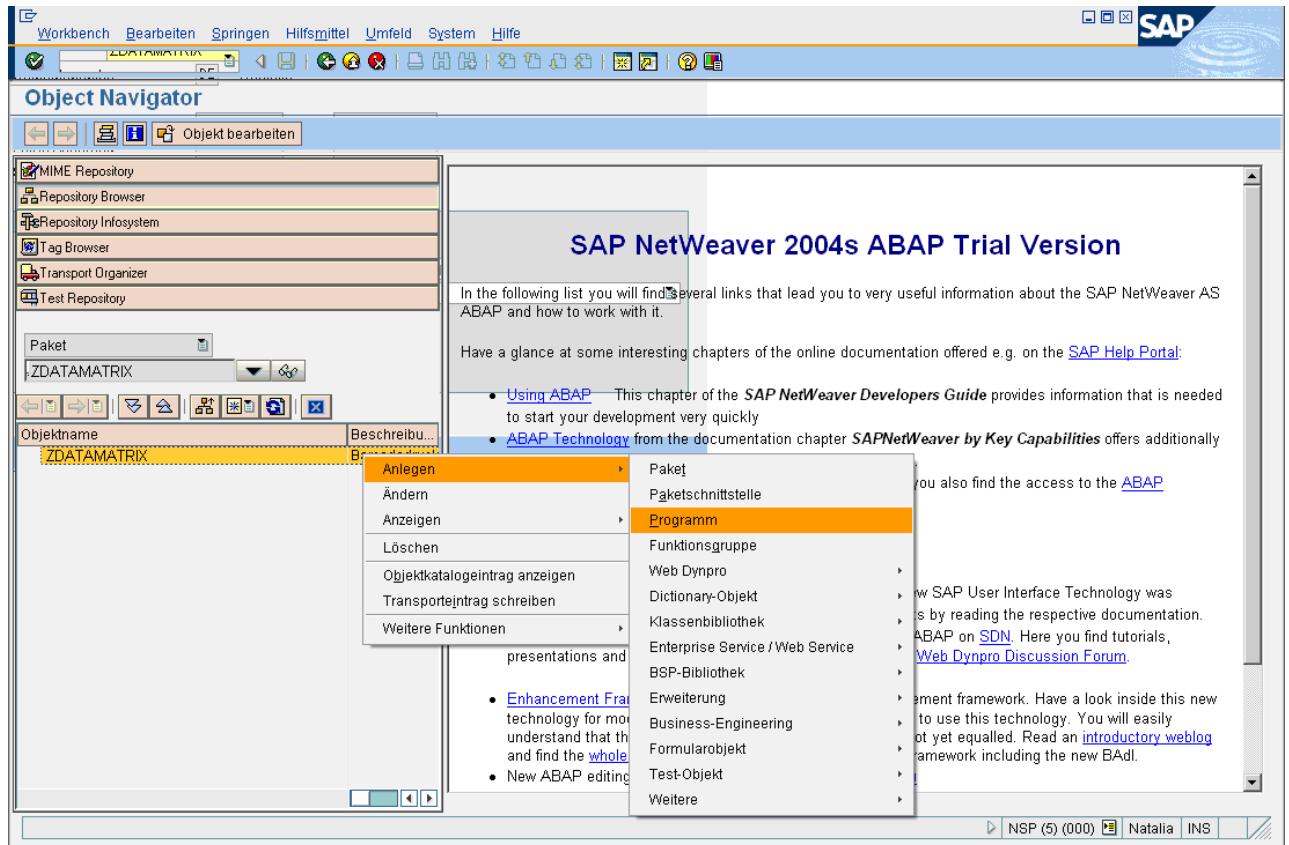 Workbench Bearbeiten Springen Hilfsmittel Umfeld System Hilfe
SAP
ZDATAMATRIX
DE
Object Navigator
Objekt bearbeiten
MIME Repository
Repository Browser
Repository Infosystem
Tag Browser
Transport Organizer
Test Repository
Paket
ZDATAMATRIX
Objektname Beschreibu...
ZDATAMATRIX
Anlegen
Ändern
Anzeigen
Löschen
Objektkatalogeintrag anzeigen
Transporteintrag schreiben
Weitere Funktionen
Paket
Paketschnittstelle
Programm
Funktionsgruppe
Web Dynpro
Dictionary-Objekt
Klassenbibliothek
Enterprise Service / Web Service
BSP-Bibliothek
Erweiterung
Business-Engineering
Formularobjekt
Test-Objekt
Weitere
SAP NetWeaver 2004s ABAP Trial Version
In the following list you will find several links that lead you to very useful information about the SAP NetWeaver AS
ABAP and how to work with it.
Have a glance at some interesting chapters of the online documentation offered e.g. on the SAP Help Portal:
• Using ABAP This chapter of the SAP NetWeaver Developers Guide provides information that is needed
to start your development very quickly
• ABAP Technology from the documentation chapter SAPNetWeaver by Key Capabilities offers additionally
you also find the access to the ABAP
w SAP User Interface Technology was
s by reading the respective documentation.
ABAP on SDN. Here you find tutorials,
presentations and Web Dynpro Discussion Forum.
• Enhancement Fra ement framework. Have a look inside this new
technology for mo to use this technology. You will easily
understand that th ot yet equalled. Read an introductory weblog
and find the whole ramework including the new BAdI.
• New ABAP editing
NSP (5) (000) Natalia INS